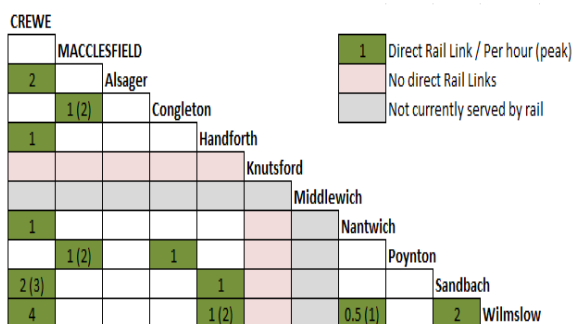 CREWE
MACCLESFIELD 1 Direct Rail Link / Per hour (peak)
2 Alsager No direct Rail Links
1 (2) Congleton Not currently served by rail
1 Handforth
Knutsford
Middlewich
1 Nantwich
1 (2) 1 Poynton
2 (3) 1 Sandbach
4 1 (2) 0.5 (1) 2 Wilmslow